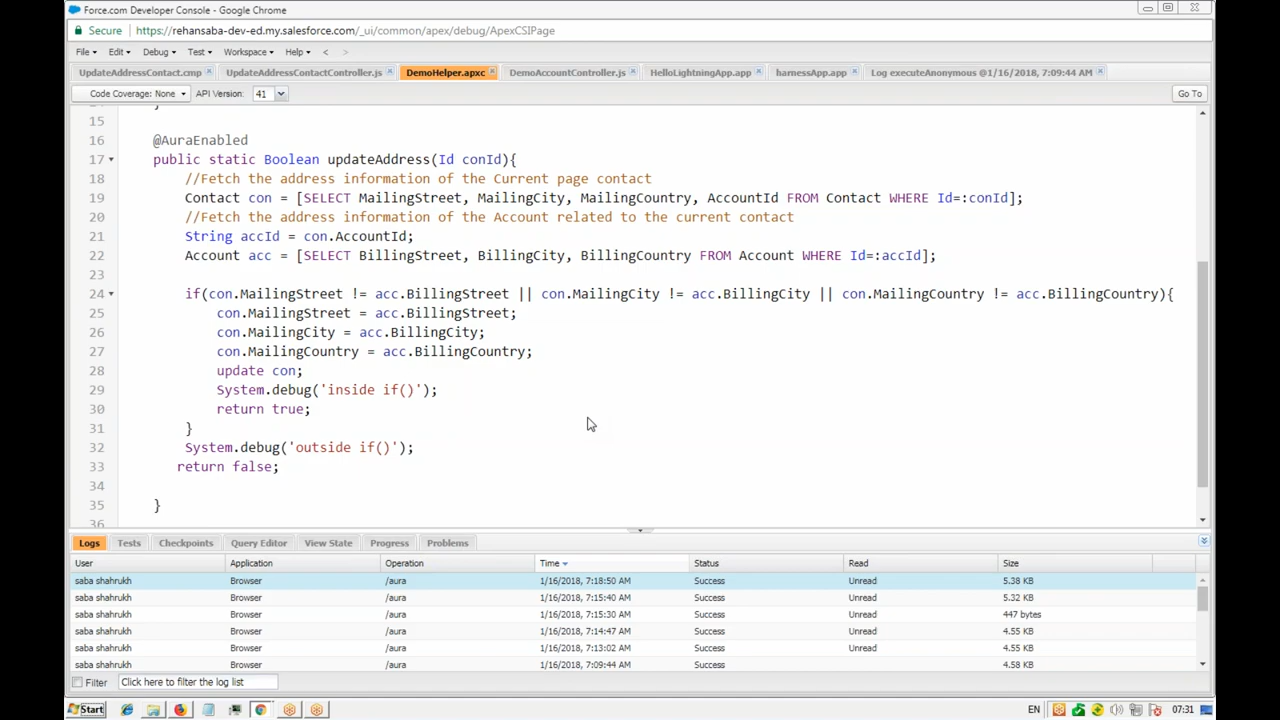 Force.com Developer Console - Google Chrome
Secure https://rehansaba-dev-ed.my.salesforce.com/_ui/common/apex/debug/ApexCSIPage
File Edit Debug Test Workspace Help < >
UpdateAddressContact.cmp UpdateAddressContactController.js DemoHelper.apxc DemoAccountController.js HelloLightningApp.app harnessApp.app Log executeAnonymous @1/16/2018, 7:09:44 AM
Code Coverage: None API Version: 41 Go To
15
16 @AuraEnabled
17 public static Boolean updateAddress(Id conId){
18 //Fetch the address information of the Current page contact
19 Contact con = [SELECT MailingStreet, MailingCity, MailingCountry, AccountId FROM Contact WHERE Id=:conId];
20 //Fetch the address information of the Account related to the current contact
21 String accId = con.AccountId;
22 Account acc = [SELECT BillingStreet, BillingCity, BillingCountry FROM Account WHERE Id=:accId];
23
24 if(con.MailingStreet != acc.BillingStreet || con.MailingCity != acc.BillingCity || con.MailingCountry != acc.BillingCountry){
25 con.MailingStreet = acc.BillingStreet;
26 con.MailingCity = acc.BillingCity;
27 con.MailingCountry = acc.BillingCountry;
28 update con;
29 System.debug('inside if()');
30 return true;
31 }
32 System.debug('outside if()');
33 return false;
34
35 }
36
Logs Tests Checkpoints Query Editor View State Progress Problems
User Application Operation Time Status Read Size
saba shahrukh Browser /aura 1/16/2018, 7:18:50 AM Success Unread 5.38 KB
saba shahrukh Browser /aura 1/16/2018, 7:15:40 AM Success Unread 5.32 KB
saba shahrukh Browser /aura 1/16/2018, 7:15:30 AM Success Unread 447 bytes
saba shahrukh Browser /aura 1/16/2018, 7:14:47 AM Success Unread 4.55 KB
saba shahrukh Browser /aura 1/16/2018, 7:13:02 AM Success Unread 4.55 KB
saba shahrukh Browser /aura 1/16/2018, 7:09:44 AM Success 4.58 KB
Filter Click here to filter the log list
Start EN 07:31